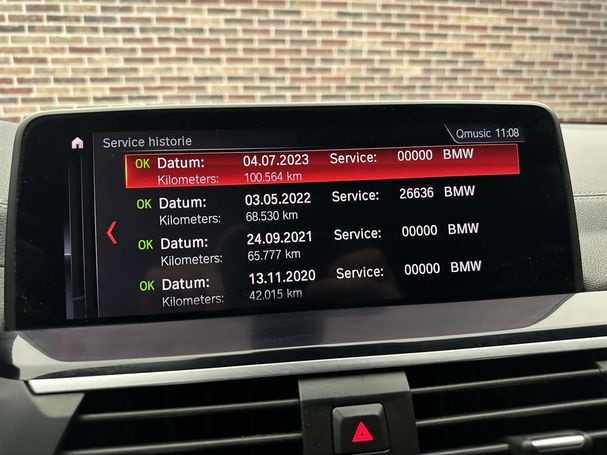 Service historie
Qmusic 11:08
OK Datum: 04.07.2023 Service: 00000 BMW
Kilometers: 100.564 km
OK Datum: 03.05.2022 Service: 26636 BMW
Kilometers: 68.530 km
OK Datum: 24.09.2021 Service: 00000 BMW
Kilometers: 65.777 km
OK Datum: 13.11.2020 Service: 00000 BMW
Kilometers: 42.015 km